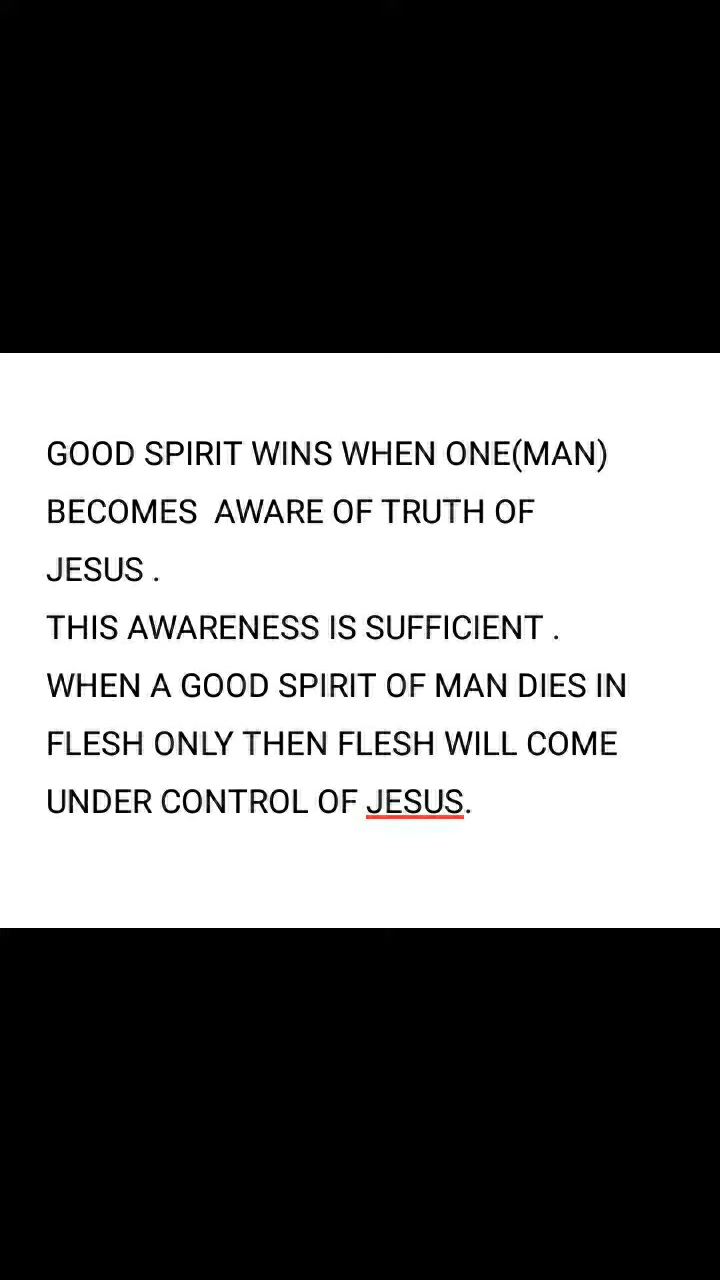 GOOD SPIRIT WINS WHEN ONE(MAN)
BECOMES  AWARE OF TRUTH OF
JESUS .
THIS AWARENESS IS SUFFICIENT .
WHEN A GOOD SPIRIT OF MAN DIES IN
FLESH ONLY THEN FLESH WILL COME
UNDER CONTROL OF JESUS.